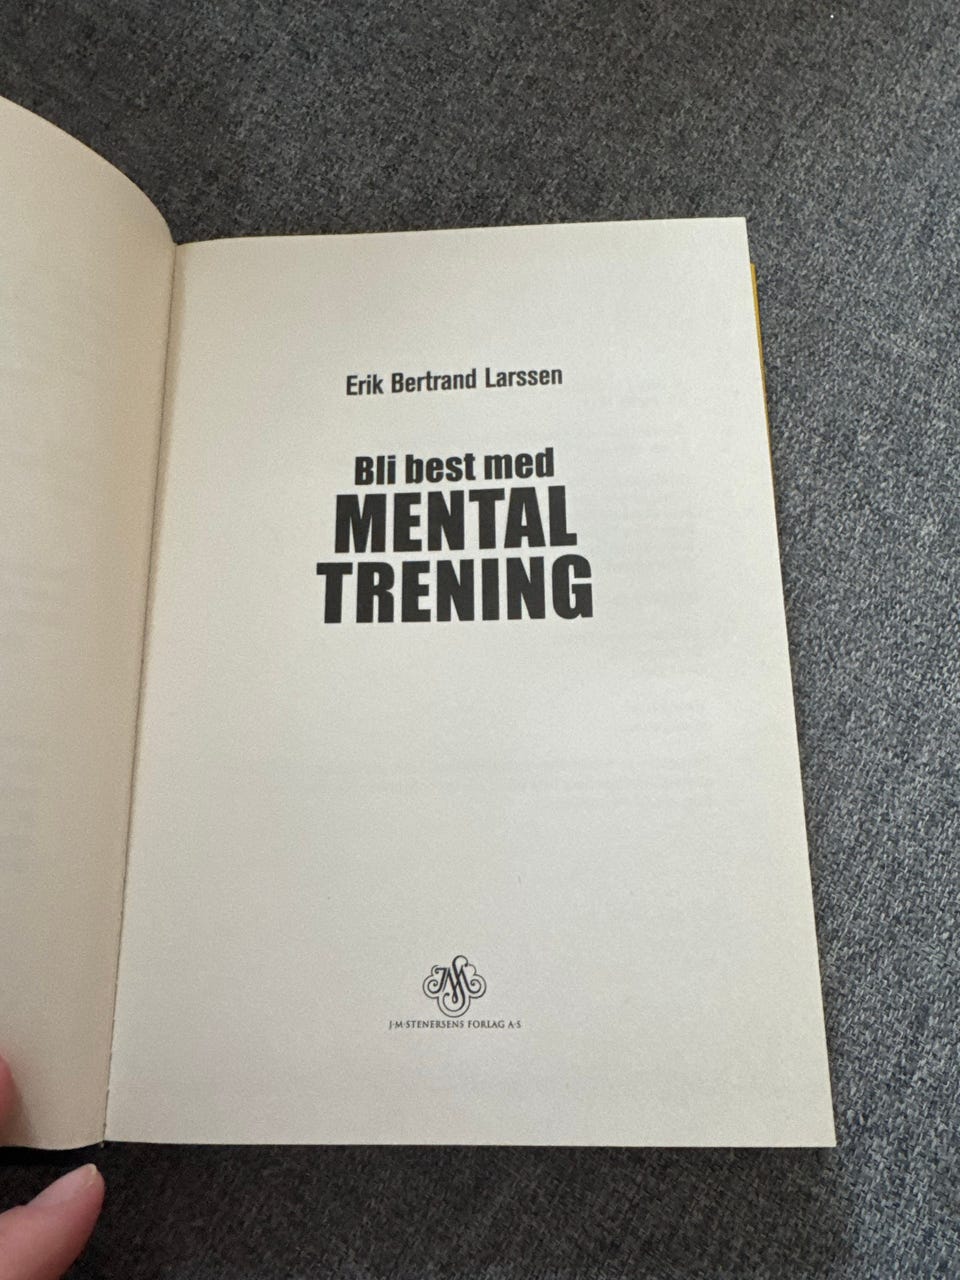 Erik Bertrand Larssen
Bli best med
MENTAL
TRENING
J·M·STENERSENS FORLAG A·S